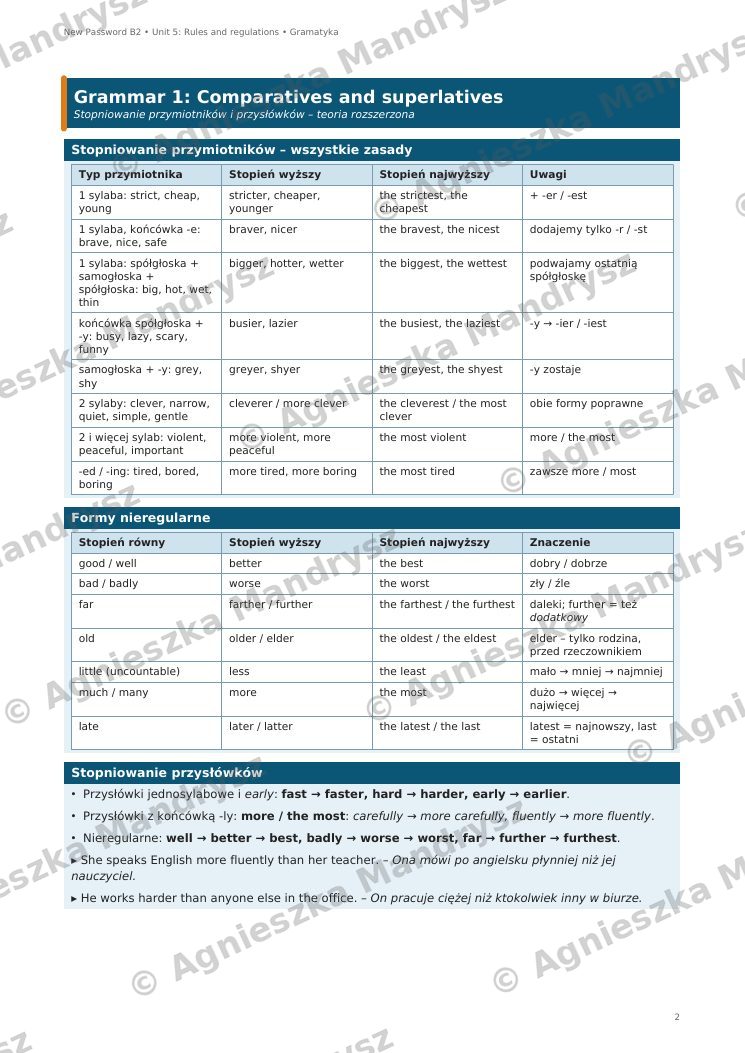 New Password B2 • Unit 5: Rules and regulations • Gramatyka
Grammar 1: Comparatives and superlatives
Stopniowanie przymiotników i przysłówków – teoria rozszerzona
Stopniowanie przymiotników – wszystkie zasady
Typ przymiotnika Stopień wyższy Stopień najwyższy Uwagi
1 sylaba: strict, cheap, stricter, cheaper, the strictest, the + -er / -est
young younger cheapest
1 sylaba, końcówka -e: braver, nicer the bravest, the nicest dodajemy tylko -r / -st
brave, nice, safe
1 sylaba: spółgłoska + bigger, hotter, wetter the biggest, the wettest podwajamy ostatnią
samogłoska + spółgłoskę
spółgłoska: big, hot, wet,
thin
końcówka spółgłoska + busier, lazier the busiest, the laziest -y → -ier / -iest
-y: busy, lazy, scary,
funny
samogłoska + -y: grey, greyer, shyer the greyest, the shyest -y zostaje
shy
2 sylaby: clever, narrow, cleverer / more clever the cleverest / the most obie formy poprawne
quiet, simple, gentle clever
2 i więcej sylab: violent, more violent, more the most violent more / the most
peaceful, important peaceful
-ed / -ing: tired, bored, more tired, more boring the most tired zawsze more / most
boring
Formy nieregularne
Stopień równy Stopień wyższy Stopień najwyższy Znaczenie
good / well better the best dobry / dobrze
bad / badly worse the worst zły / źle
far farther / further the farthest / the furthest daleki; further = też
dodatkowy
old older / elder the oldest / the eldest elder – tylko rodzina,
przed rzeczownikiem
little (uncountable) less the least mało → mniej → najmniej
much / many more the most dużo → więcej →
najwięcej
late later / latter the latest / the last latest = najnowszy, last
= ostatni
Stopniowanie przysłówków
• Przysłówki jednosylabowe i early: fast → faster, hard → harder, early → earlier.
• Przysłówki z końcówką -ly: more / the most: carefully → more carefully, fluently → more fluently.
• Nieregularne: well → better → best, badly → worse → worst, far → further → furthest.
▸ She speaks English more fluently than her teacher. – Ona mówi po angielsku płynniej niż jej
nauczyciel.
▸ He works harder than anyone else in the office. – On pracuje ciężej niż ktokolwiek inny w biurze.
© Agnieszka Mandrysz
2